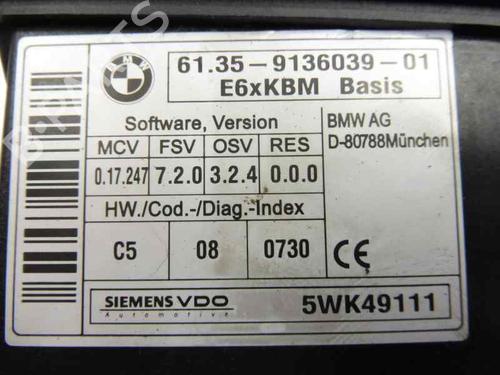 BMW
61.35 - 9136039 - 01
E6xKBM Basis
Software, Version
BMW AG
D-80788München
MCV FSV OSV RES
0.17.247 7.2.0 3.2.4 0.0.0
HW./Cod.-/Diag.-Index
C5 08 0730 CE
SIEMENS VDO
Automotive
5WK49111